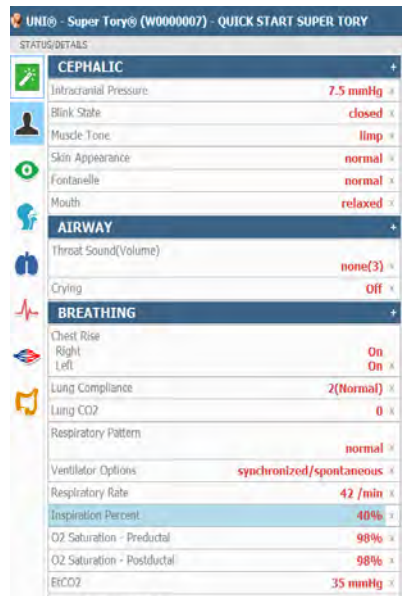 UNI® - Super Tory® (W0000007) - QUICK START SUPER TORY
STATUS/DETAILS
CEPHALIC +
Intracranial Pressure 7.5 mmHg x
Blink State closed x
Muscle Tone limp x
Skin Appearance normal x
Fontanelle normal x
Mouth relaxed x
AIRWAY +
Throat Sound(Volume)
none(3) x
Crying Off x
BREATHING +
Chest Rise
Right On
Left On x
Lung Compliance 2(Normal) x
Lung CO2 0 x
Respiratory Pattern
normal x
Ventilator Options synchronized/spontaneous x
Respiratory Rate 42 /min x
Inspiration Percent 40% x
O2 Saturation - Preductal 98% x
O2 Saturation - Postductal 98% x
EtCO2 35 mmHg x